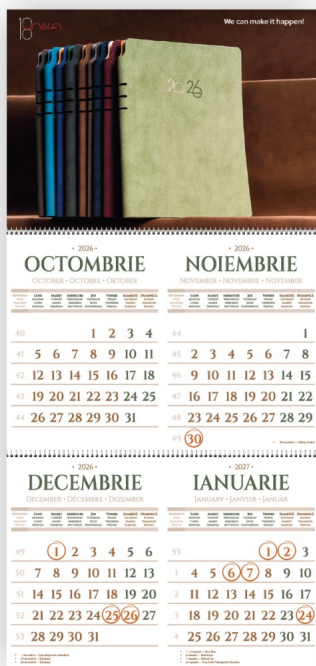 18
We can make it happen!
2026
• 2026 •
OCTOMBRIE
OCTOBER • OCTOBRE • OKTOBER
40 1 2 3 4
41 5 6 7 8 9 10 11
42 12 13 14 15 16 17 18
43 19 20 21 22 23 24 25
44 26 27 28 29 30 31
• 2026 •
NOIEMBRIE
NOVEMBER • NOVEMBRE • NOVEMBER
44 1
45 2 3 4 5 6 7 8
46 9 10 11 12 13 14 15
47 16 17 18 19 20 21 22
48 23 24 25 26 27 28 29
49 30
• 2026 •
DECEMBRIE
DECEMBER • DÉCEMBRE • DEZEMBER
49 1 2 3 4 5 6
50 7 8 9 10 11 12 13
51 14 15 16 17 18 19 20
52 21 22 23 24 25 26 27
53 28 29 30 31
• 2027 •
IANUARIE
JANUARY • JANVIER • JANUAR
53 1 2 3
1 4 5 6 7 8 9 10
2 11 12 13 14 15 16 17
3 18 19 20 21 22 23 24
4 25 26 27 28 29 30 31